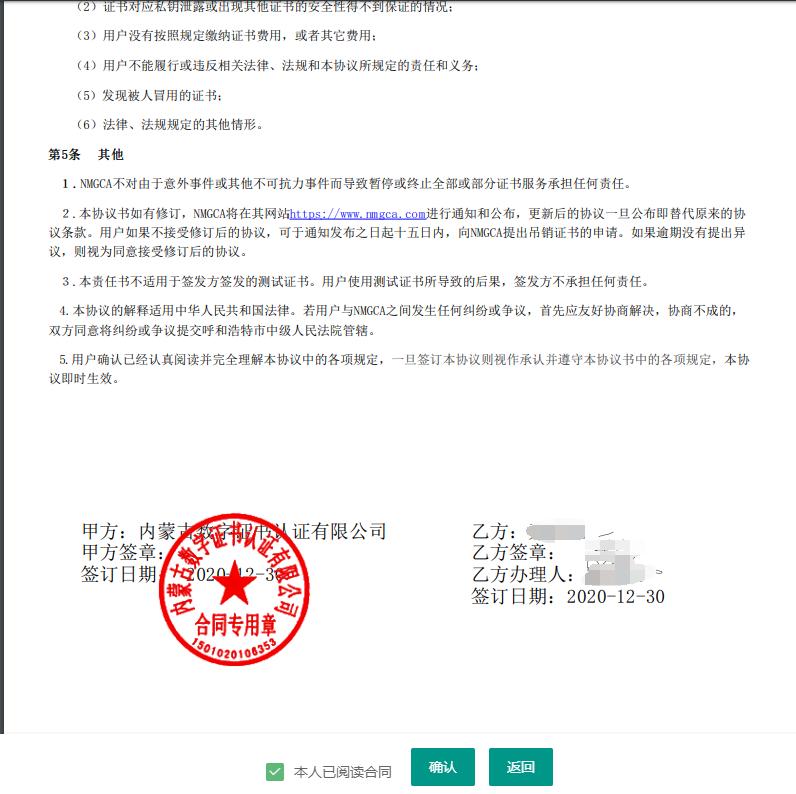 （2）证书对应私钥泄露或出现其他证书的安全性得不到保证的情况；
（3）用户没有按照规定缴纳证书费用，或者其它费用；
（4）用户不能履行或违反相关法律、法规和本协议所规定的责任和义务；
（5）发现被人冒用的证书；
（6）法律、法规规定的其他情形。
第5条 其他
1．NMGCA不对由于意外事件或其他不可抗力事件而导致暂停或终止全部或部分证书服务承担任何责任。
2．本协议书如有修订，NMGCA将在其网站https://www.nmgca.com进行通知和公布，更新后的协议一旦公布即替代原来的协
议条款。用户如果不接受修订后的协议，可于通知发布之日起十五日内，向NMGCA提出吊销证书的申请。如果逾期没有提出异
议，则视为同意接受修订后的协议。
3．本责任书不适用于签发方签发的测试证书。用户使用测试证书所导致的后果，签发方不承担任何责任。
4.本协议的解释适用中华人民共和国法律。若用户与NMGCA之间发生任何纠纷或争议，首先应友好协商解决，协商不成的，
双方同意将纠纷或争议提交呼和浩特市中级人民法院管辖。
5.用户确认已经认真阅读并完全理解本协议中的各项规定，一旦签订本协议则视作承认并遵守本协议书中的各项规定，本协
议即时生效。
甲方：内蒙古数字证书认证有限公司
甲方签章：
签订日期：2020-12-30
内蒙古数字证书认证有限公司
合同专用章
1501020106353
乙方：
乙方签章：
乙方办理人：
签订日期：2020-12-30
本人已阅读合同
确认
返回